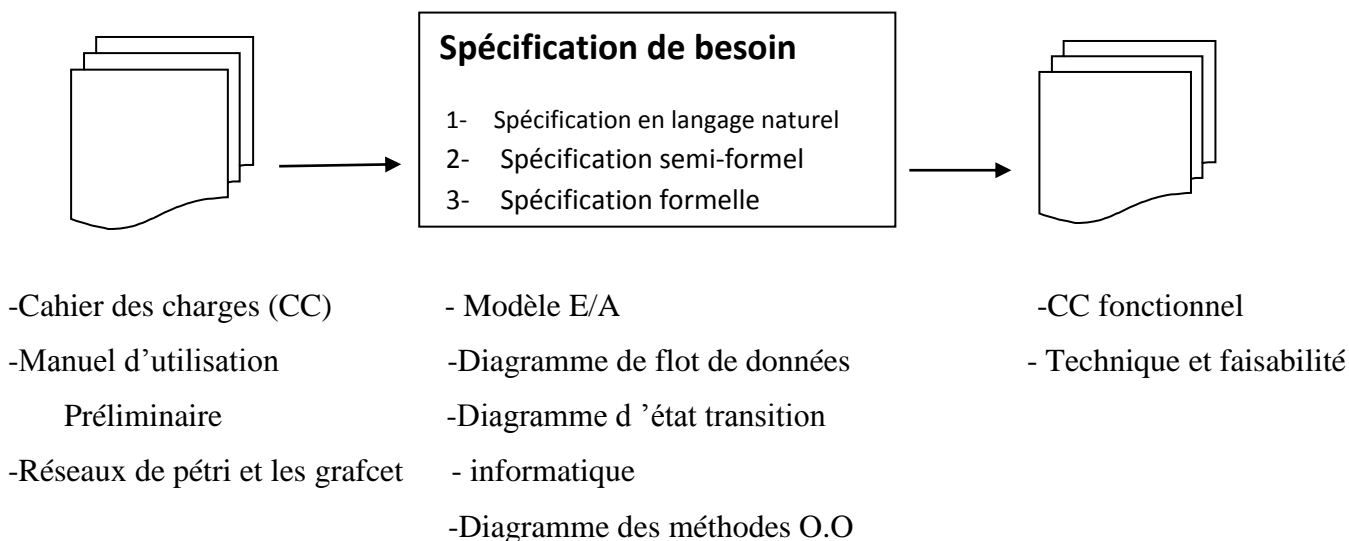 Spécification de besoin
1- Spécification en langage naturel
2- Spécification semi-formel
3- Spécification formelle
-Cahier des charges (CC)
-Manuel d’utilisation
Préliminaire
-Réseaux de pétri et les grafcet
- Modèle E/A
-Diagramme de flot de données
-Diagramme d ’état transition
- informatique
-Diagramme des méthodes O.O
-CC fonctionnel
- Technique et faisabilité